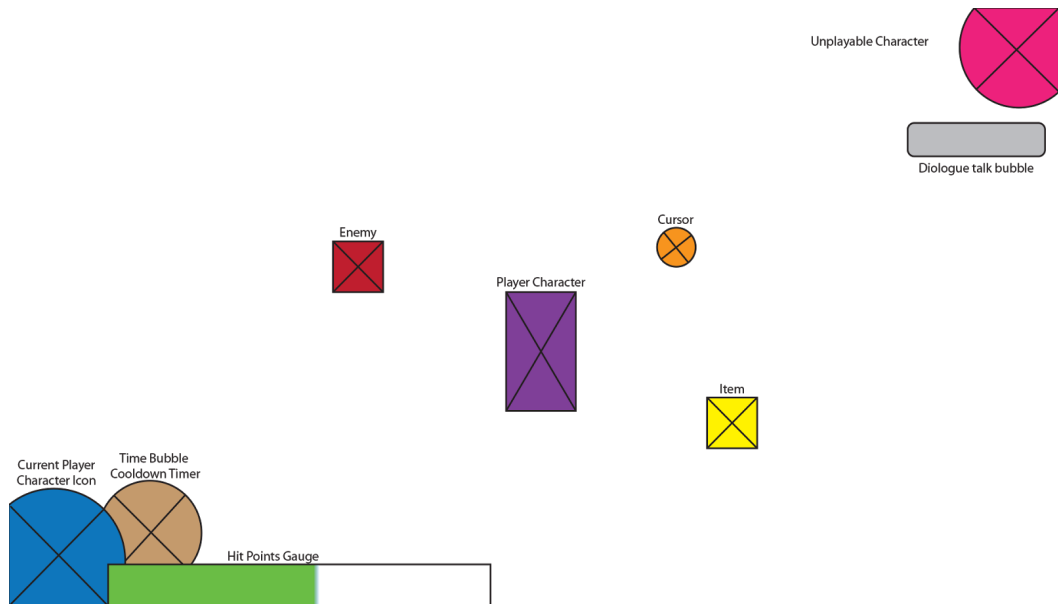 Unplayable Character
Diologue talk bubble
Cursor
Enemy
Player Character
Item
Current Player
Character Icon
Time Bubble
Cooldown Timer
Hit Points Gauge